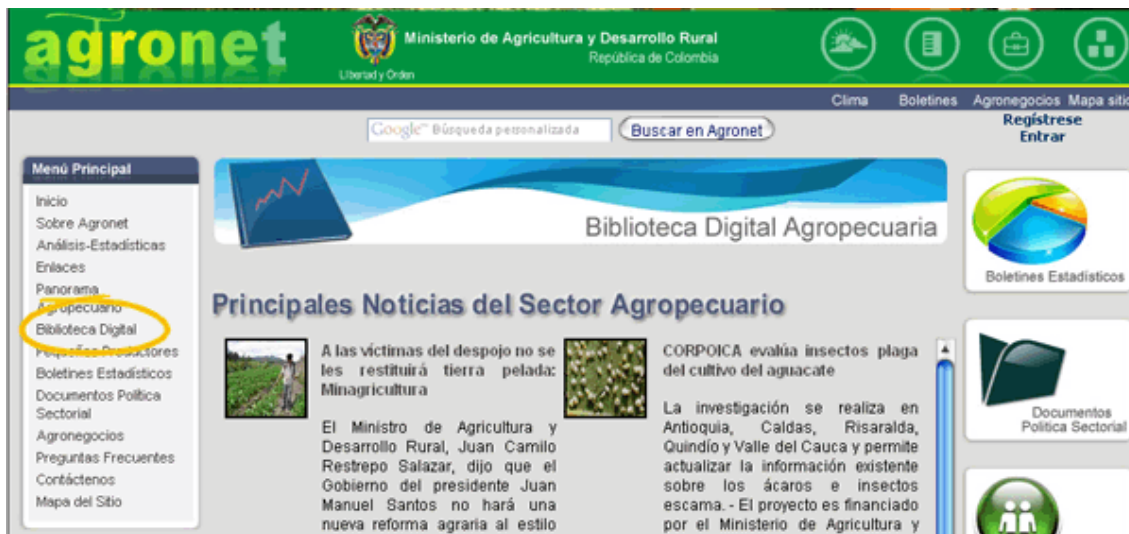 agronet
Ministerio de Agricultura y Desarrollo Rural
República de Colombia
Libertad y Orden
Clima
Boletines
Agronegocios
Mapa sitio
Google™ Búsqueda personalizada
Buscar en Agronet
Regístrese
Entrar
Menú Principal
Inicio
Sobre Agronet
Análisis-Estadísticas
Enlaces
Panorama
Agropecuario
Biblioteca Digital
Pequeños Productores
Boletines Estadísticos
Documentos Política
Sectorial
Agronegocios
Preguntas Frecuentes
Contáctenos
Mapa del Sitio
Biblioteca Digital Agropecuaria
Principales Noticias del Sector Agropecuario
A las víctimas del despojo no se
les restituirá tierra pelada:
Minagricultura
El Ministro de Agricultura y
Desarrollo Rural, Juan Camilo
Restrepo Salazar, dijo que el
Gobierno del presidente Juan
Manuel Santos no hará una
nueva reforma agraria al estilo
CORPOICA evalúa insectos plaga
del cultivo del aguacate
La investigación se realiza en
Antioquia, Caldas, Risaralda,
Quindío y Valle del Cauca y permite
actualizar la información existente
sobre los ácaros e insectos
escama. - El proyecto es financiado
por el Ministerio de Agricultura y
Boletines Estadísticos
Documentos
Politica Sectorial